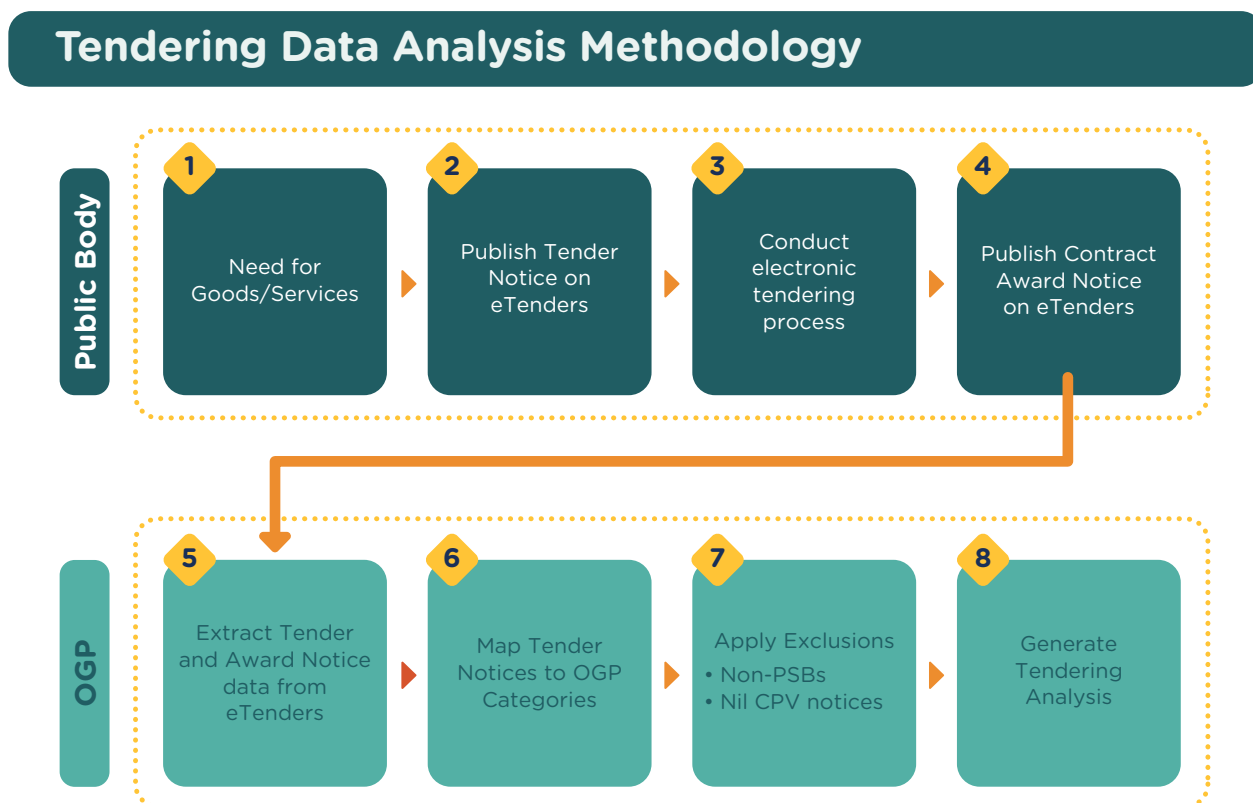 Tendering Data Analysis Methodology
Public Body
1
Need for
Goods/Services
2
Publish Tender
Notice on
eTenders
3
Conduct
electronic
tendering
process
4
Publish Contract
Award Notice
on eTenders
OGP
5
Extract Tender
and Award Notice
data from
eTenders
6
Map Tender
Notices to OGP
Categories
7
Apply Exclusions
• Non-PSBs
• Nil CPV notices
8
Generate
Tendering
Analysis